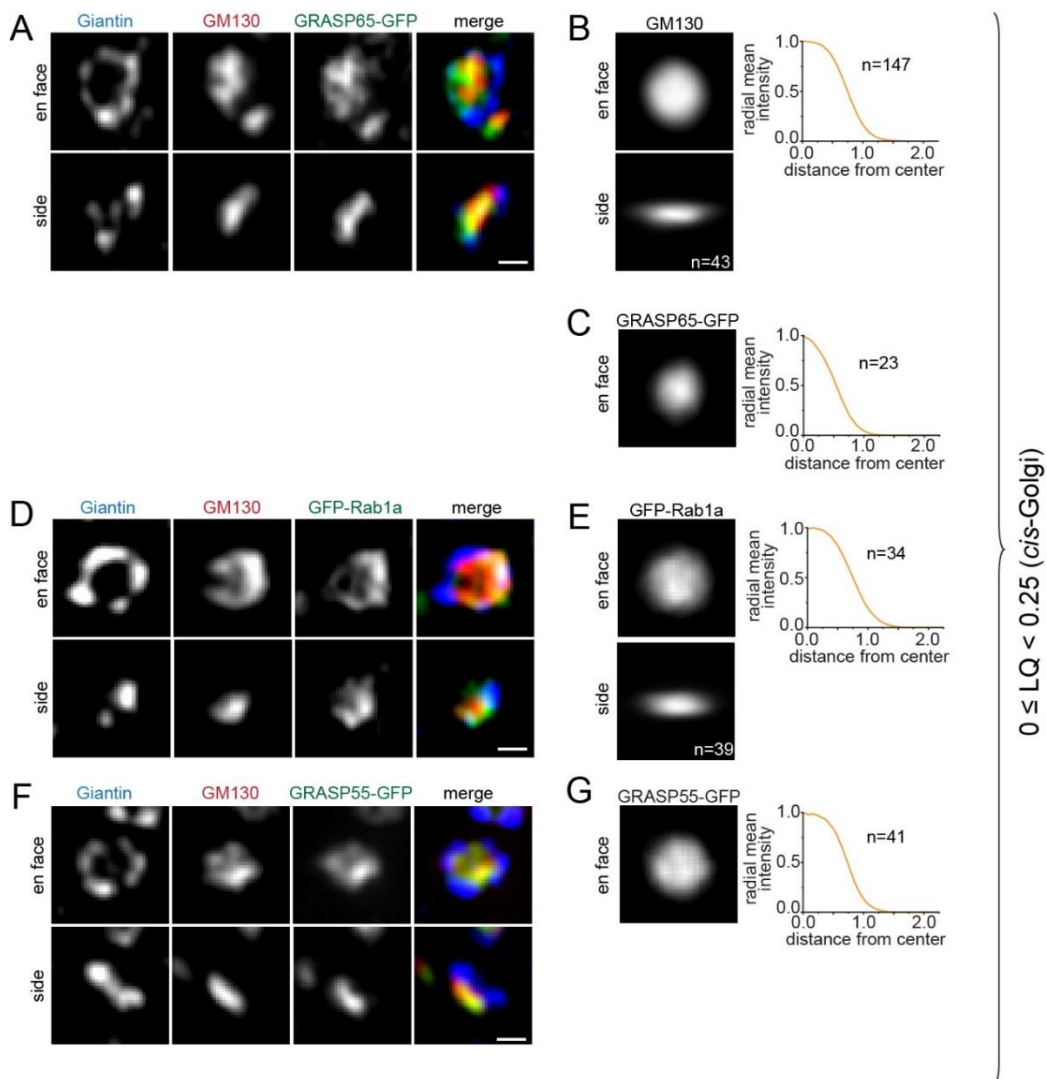 A
Giantin GM130 GRASP65-GFP merge
en face
side
B
GM130
en face
side
n=43
radial mean
intensity
1.0
0.5
0.0
n=147
0.0 1.0 2.0
distance from center
C
GRASP65-GFP
en face
radial mean
intensity
1.0
0.5
0.0
n=23
0.0 1.0 2.0
distance from center
D
Giantin GM130 GFP-Rab1a merge
en face
side
E
GFP-Rab1a
en face
side
n=39
radial mean
intensity
1.0
0.5
0.0
n=34
0.0 1.0 2.0
distance from center
F
Giantin GM130 GRASP55-GFP merge
en face
side
G
GRASP55-GFP
en face
radial mean
intensity
1.0
0.5
0.0
n=41
0.0 1.0 2.0
distance from center
0 ≤ LQ < 0.25 (cis-Golgi)